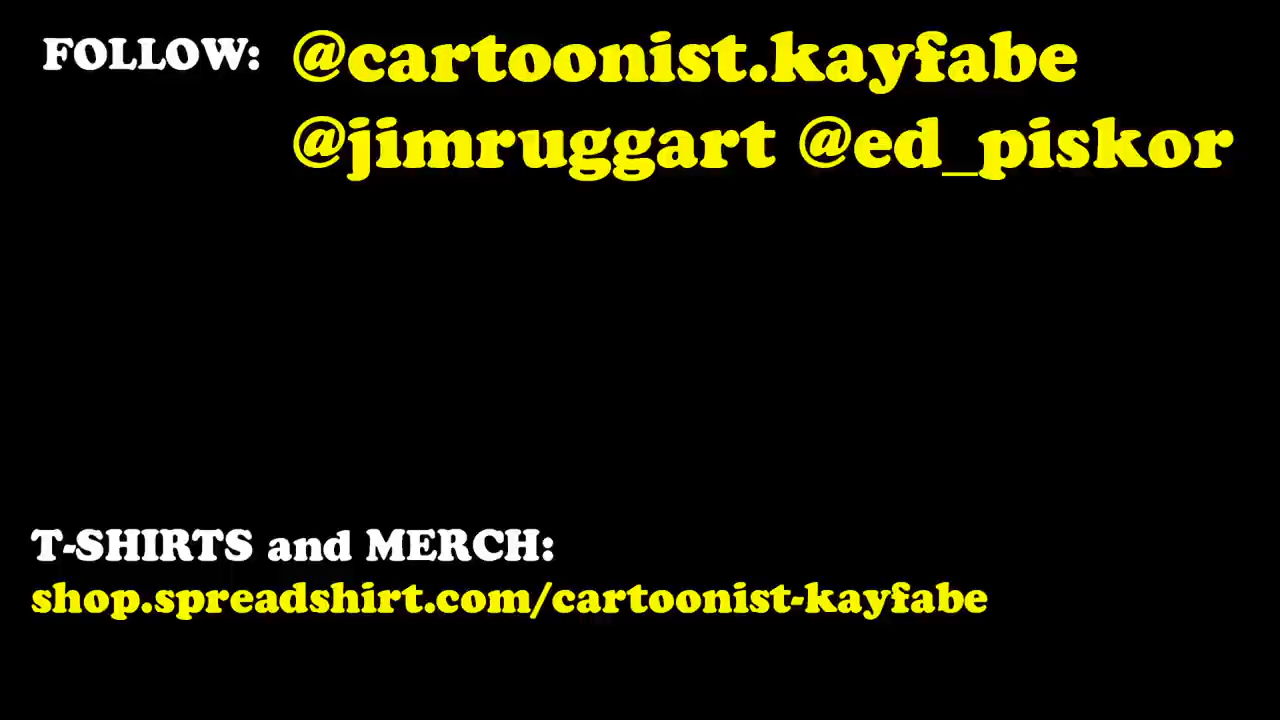 FOLLOW: @cartoonist.kayfabe
@jimruggart @ed_piskor
T-SHIRTS and MERCH:
shop.spreadshirt.com/cartoonist-kayfabe